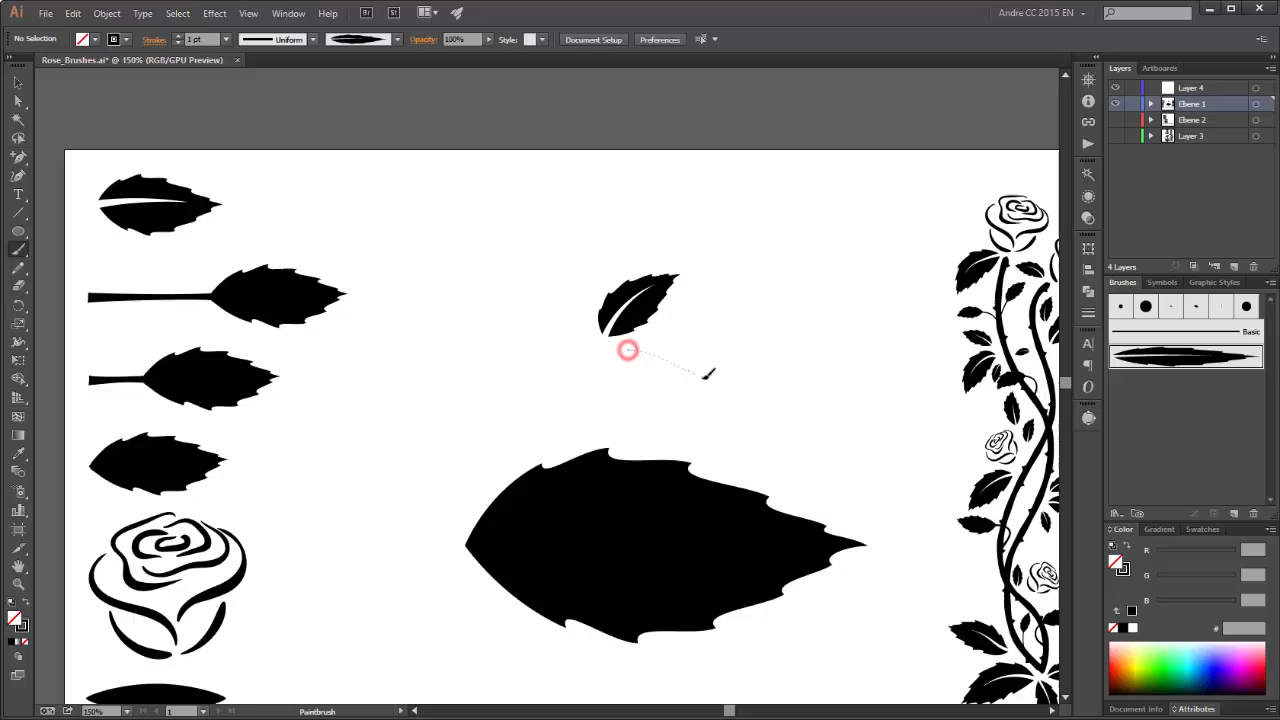 Ai File Edit Object Type Select Effect View Window Help Br St Andre CC 2015 EN
No Selection Stroke: 1 pt Uniform Opacity: 100% Style: Document Setup Preferences
Rose_Brushes.ai* @ 150% (RGB/GPU Preview) ×
Layers Artboards
Layer 4
Ebene 1
Ebene 2
Layer 3
4 Layers
Brushes Symbols Graphic Styles
Basic
Color Gradient Swatches
R
G
B
#
150% 1 Paintbrush
Document Info Attributes